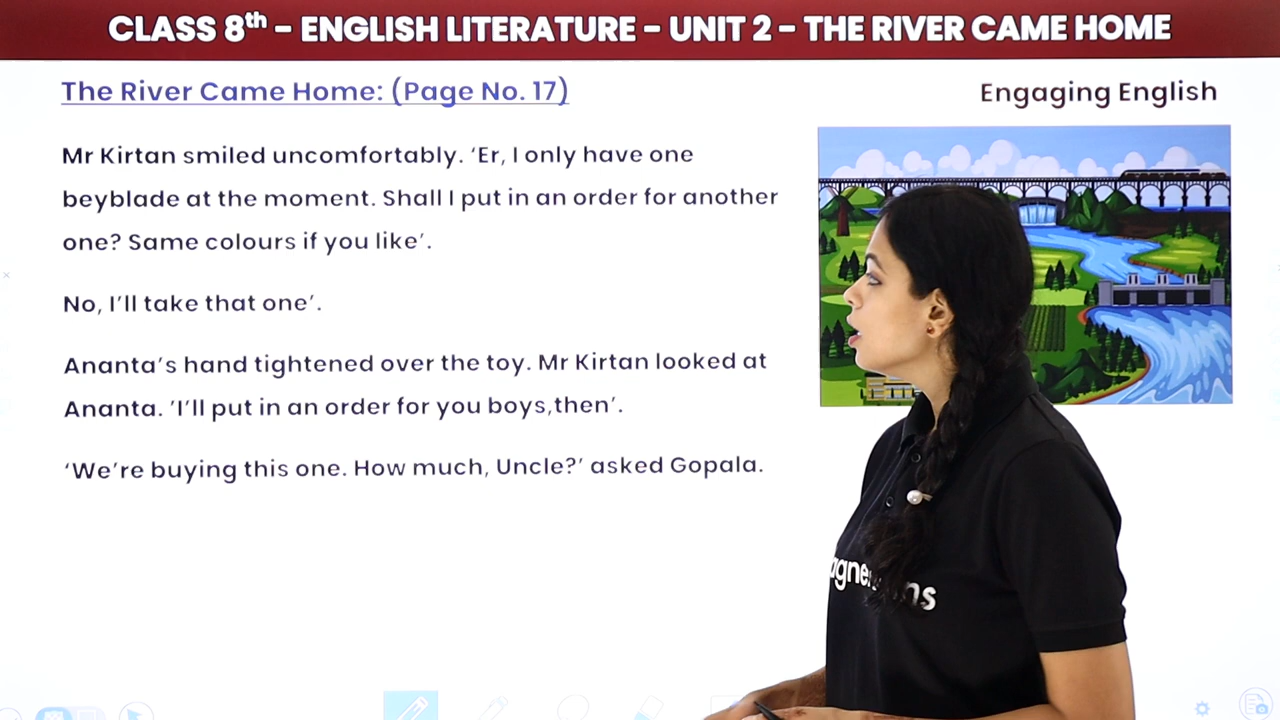 CLASS 8th - ENGLISH LITERATURE - UNIT 2 - THE RIVER CAME HOME
The River Came Home: (Page No. 17)
Engaging English
Mr Kirtan smiled uncomfortably. ‘Er, I only have one
beyblade at the moment. Shall I put in an order for another
one? Same colours if you like’.
No, I’ll take that one’.
Ananta’s hand tightened over the toy. Mr Kirtan looked at
Ananta. ’I’ll put in an order for you boys,then’.
‘We’re buying this one. How much, Uncle?’ asked Gopala.